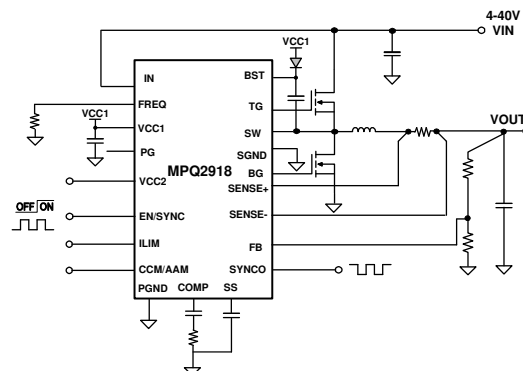 4-40V
VIN
VCC1
IN
BST
FREQ
TG
VCC1
VCC1
VOUT
SW
PG
SGND
MPQ2918
BG
VCC2
SENSE+
OFF ON
EN/SYNC
SENSE-
ILIM
FB
CCM/AAM
SYNCO
PGND
COMP
SS